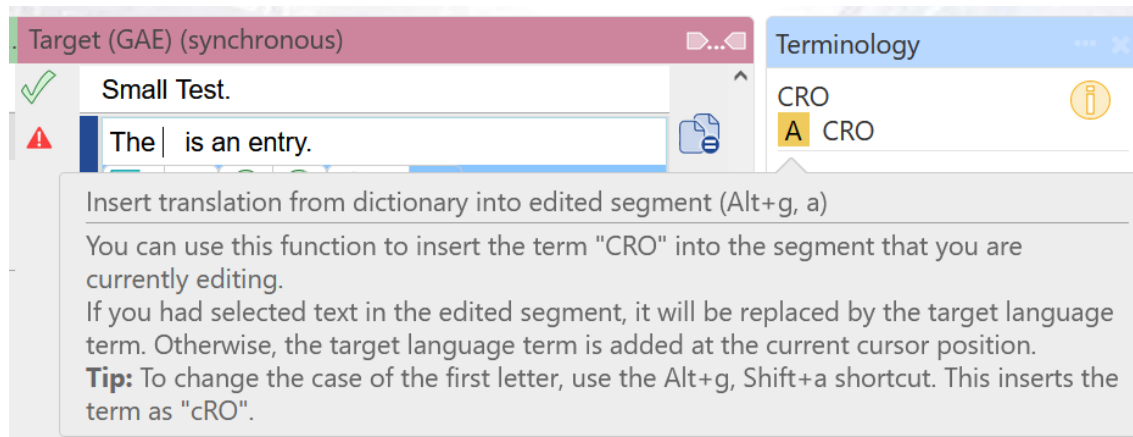 Target (GAE) (synchronous)
Small Test.
The is an entry.
Terminology
CRO
A CRO
Insert translation from dictionary into edited segment (Alt+g, a)
You can use this function to insert the term "CRO" into the segment that you are
currently editing.
If you had selected text in the edited segment, it will be replaced by the target language
term. Otherwise, the target language term is added at the current cursor position.
Tip: To change the case of the first letter, use the Alt+g, Shift+a shortcut. This inserts the
term as "cRO".